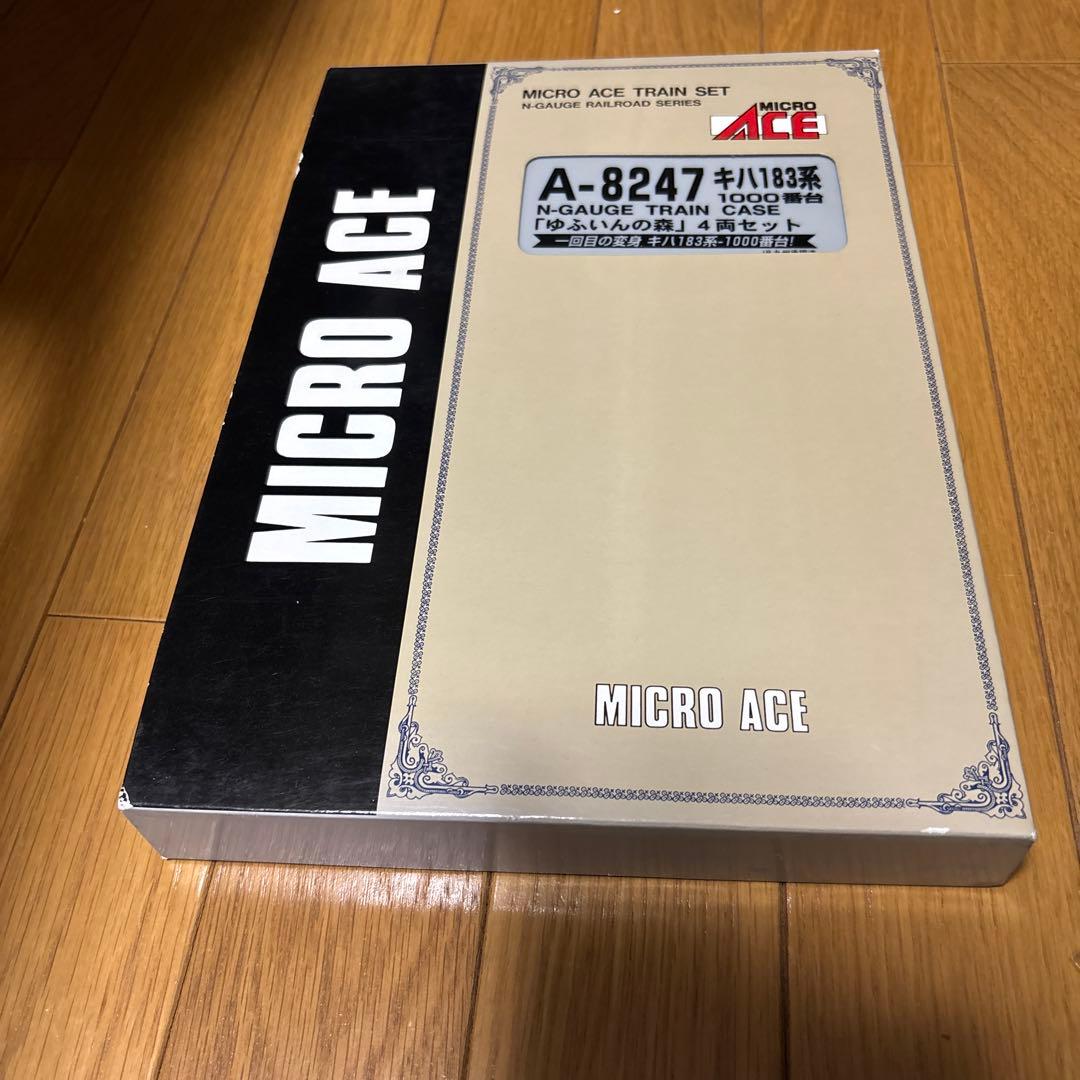 MICRO ACE
MICRO ACE TRAIN SET
N-GAUGE RAILROAD SERIES
MICRO
ACE
A-8247 キハ183系
1000番台
N-GAUGE TRAIN CASE
「ゆふいんの森」4両セット
一回目の変身 キハ183系-1000番台!
MICRO ACE